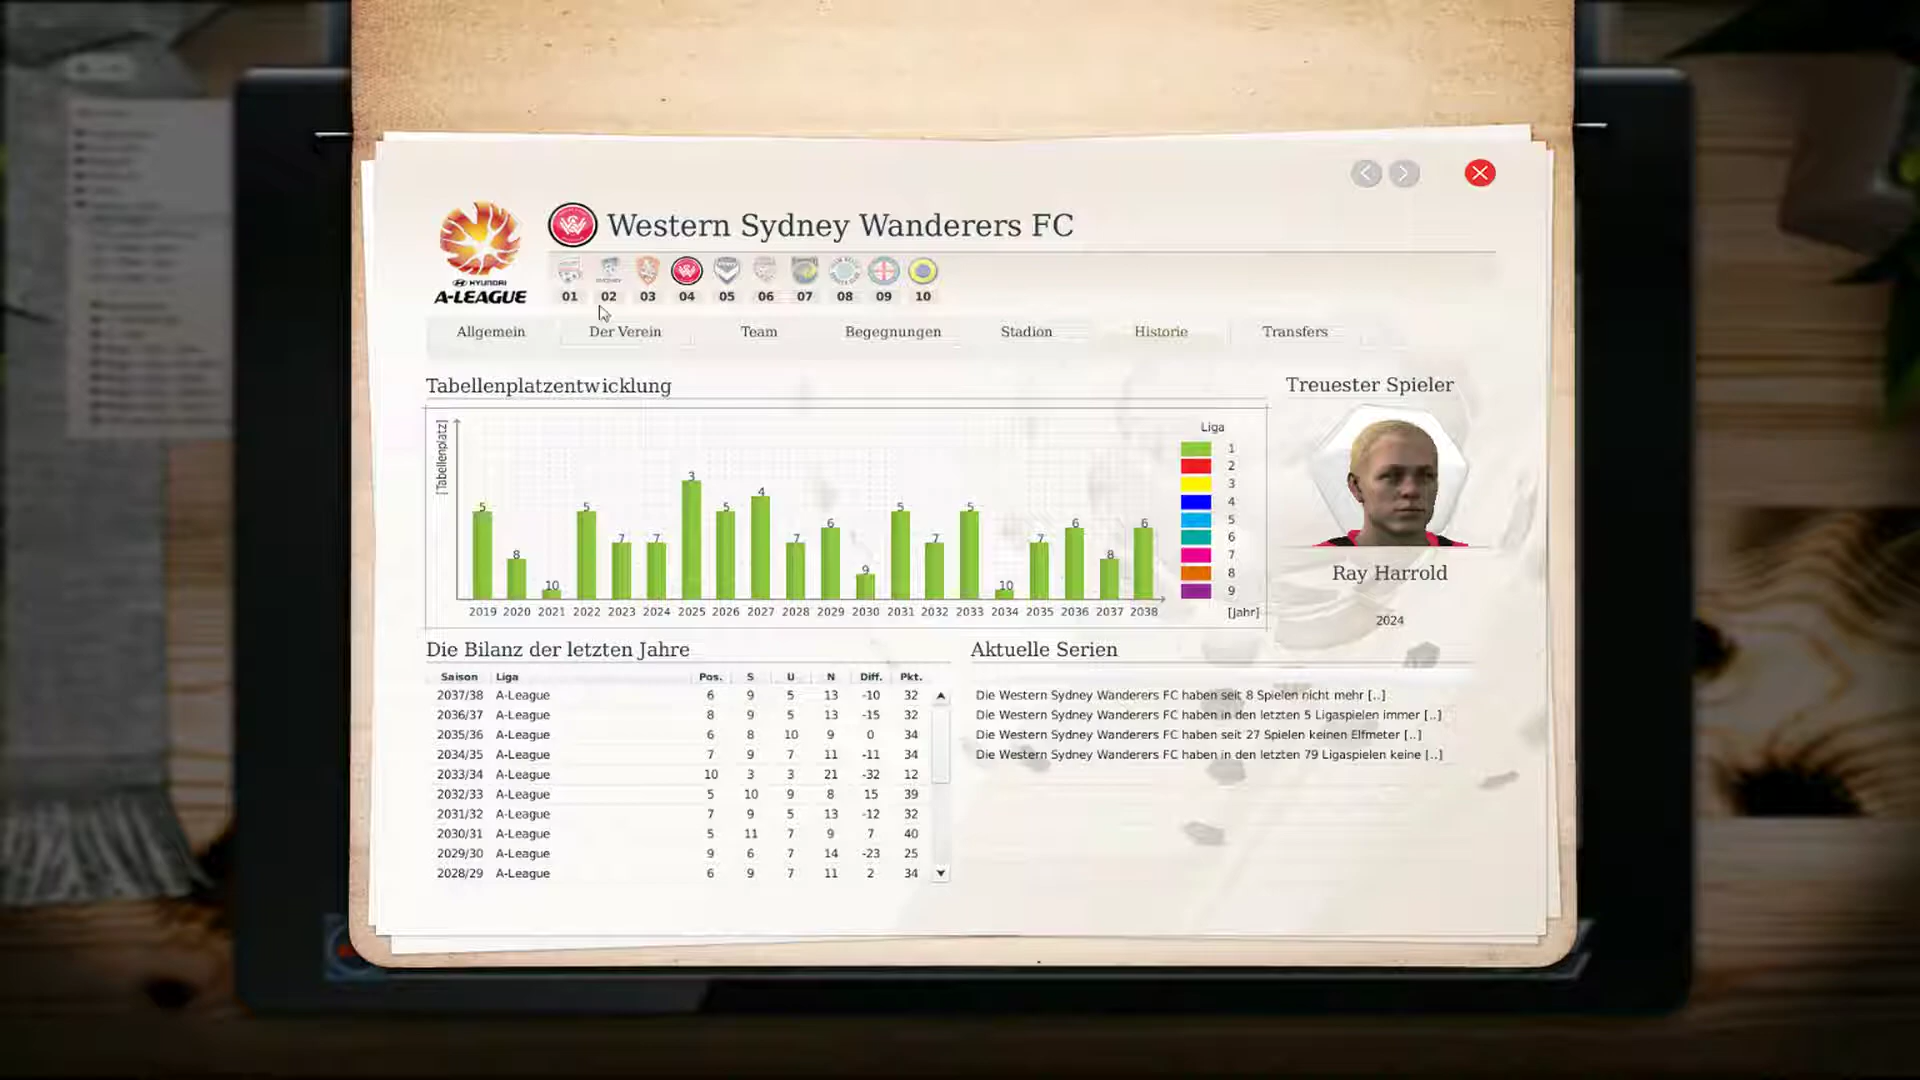 Western Sydney Wanderers FC
HYUNDAI
A-LEAGUE
01 02 03 04 05 06 07 08 09 10
Allgemein Der Verein Team Begegnungen Stadion Historie Transfers
Tabellenplatzentwicklung
[Tabellenplatz]
5 8 10 5 7 7 3 5 4 7 6 9 5 7 5 10 7 6 8 6
2019 2020 2021 2022 2023 2024 2025 2026 2027 2028 2029 2030 2031 2032 2033 2034 2035 2036 2037 2038
[Jahr]
Liga
1
2
3
4
5
6
7
8
9
Treuester Spieler
Ray Harrold
2024
Die Bilanz der letzten Jahre
Saison Liga Pos. S U N Diff. Pkt.
2037/38 A-League 6 9 5 13 -10 32
2036/37 A-League 8 9 5 13 -15 32
2035/36 A-League 6 8 10 9 0 34
2034/35 A-League 7 9 7 11 -11 34
2033/34 A-League 10 3 3 21 -32 12
2032/33 A-League 5 10 9 8 15 39
2031/32 A-League 7 9 5 13 -12 32
2030/31 A-League 5 11 7 9 7 40
2029/30 A-League 9 6 7 14 -23 25
2028/29 A-League 6 9 7 11 2 34
Aktuelle Serien
Die Western Sydney Wanderers FC haben seit 8 Spielen nicht mehr [..]
Die Western Sydney Wanderers FC haben in den letzten 5 Ligaspielen immer [..]
Die Western Sydney Wanderers FC haben seit 27 Spielen keinen Elfmeter [..]
Die Western Sydney Wanderers FC haben in den letzten 79 Ligaspielen keine [..]